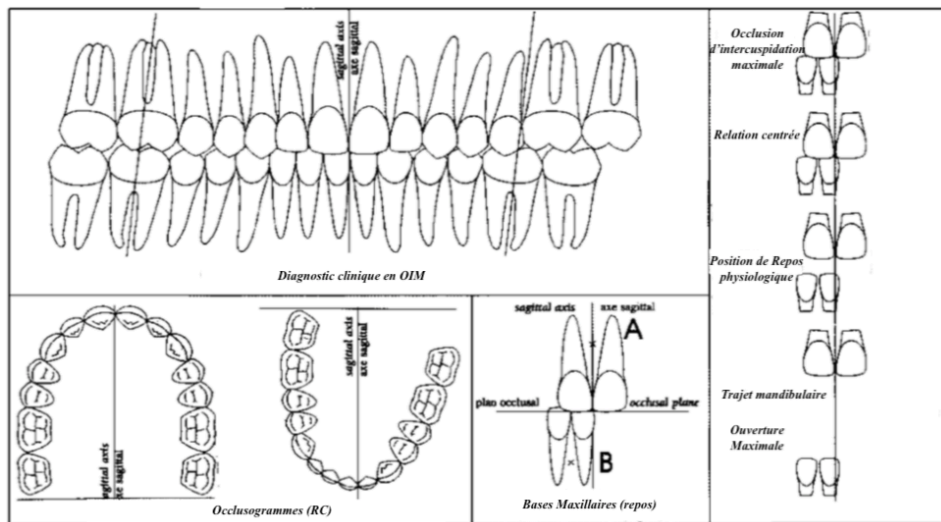 sagittal axis
axe sagittal
Diagnostic clinique en OIM
sagittal axis
axe sagittal
sagittal axis
axe sagittal
Occlusogrammes (RC)
sagittal axis
axe sagittal
A
plan occlusal
occlusal plane
B
Bases Maxillaires (repos)
Occlusion
d'intercuspidation
maximale
Relation centrée
Position de Repos
physiologique
Trajet mandibulaire
Ouverture
Maximale